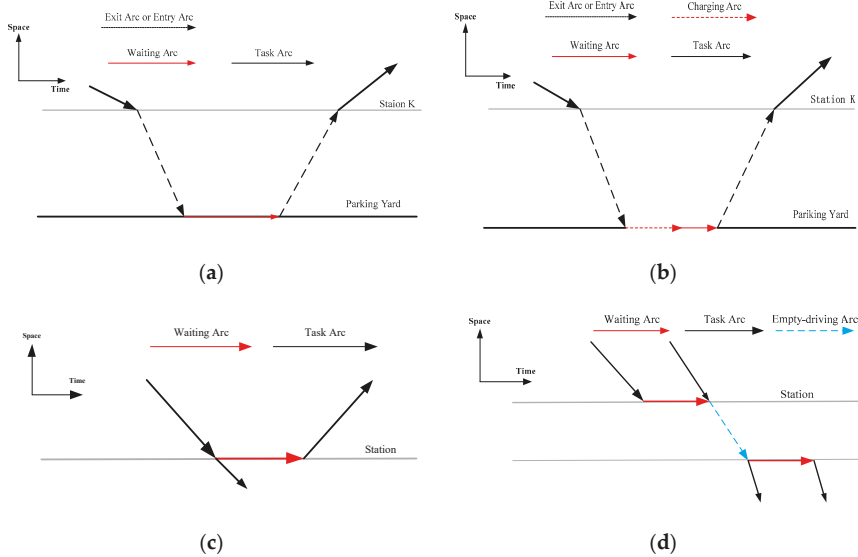 Exit Arc or Entry Arc
Space
Waiting Arc
Task Arc
Time
Staion K
Parking Yard
(a)
Exit Arc or Entry Arc
Charging Arc
Space
Waiting Arc
Task Arc
Time
Station K
Pariking Yard
(b)
Space
Waiting Arc
Task Arc
Time
Station
(c)
Space
Waiting Arc
Task Arc
Empty-driving Arc
Time
Station
(d)